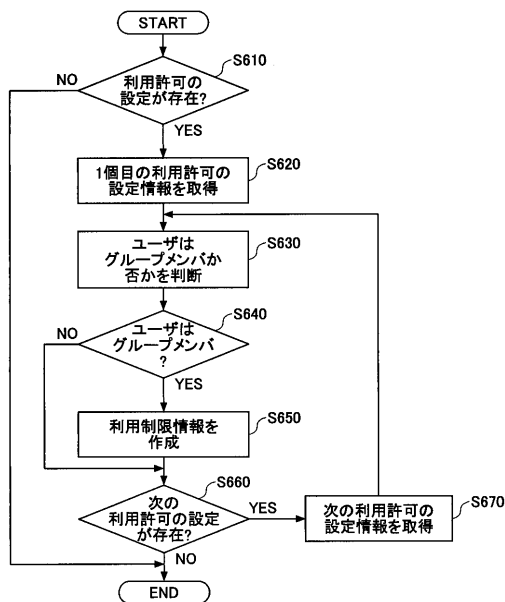 START
S610
NO
利用許可の
設定が存在?
YES
S620
1個目の利用許可の
設定情報を取得
S630
ユーザは
グループメンバか
否かを判断
S640
NO
ユーザは
グループメンバ
?
YES
S650
利用制限情報を
作成
S660
次の
利用許可の設定
が存在?
YES
S670
次の利用許可の
設定情報を取得
NO
END